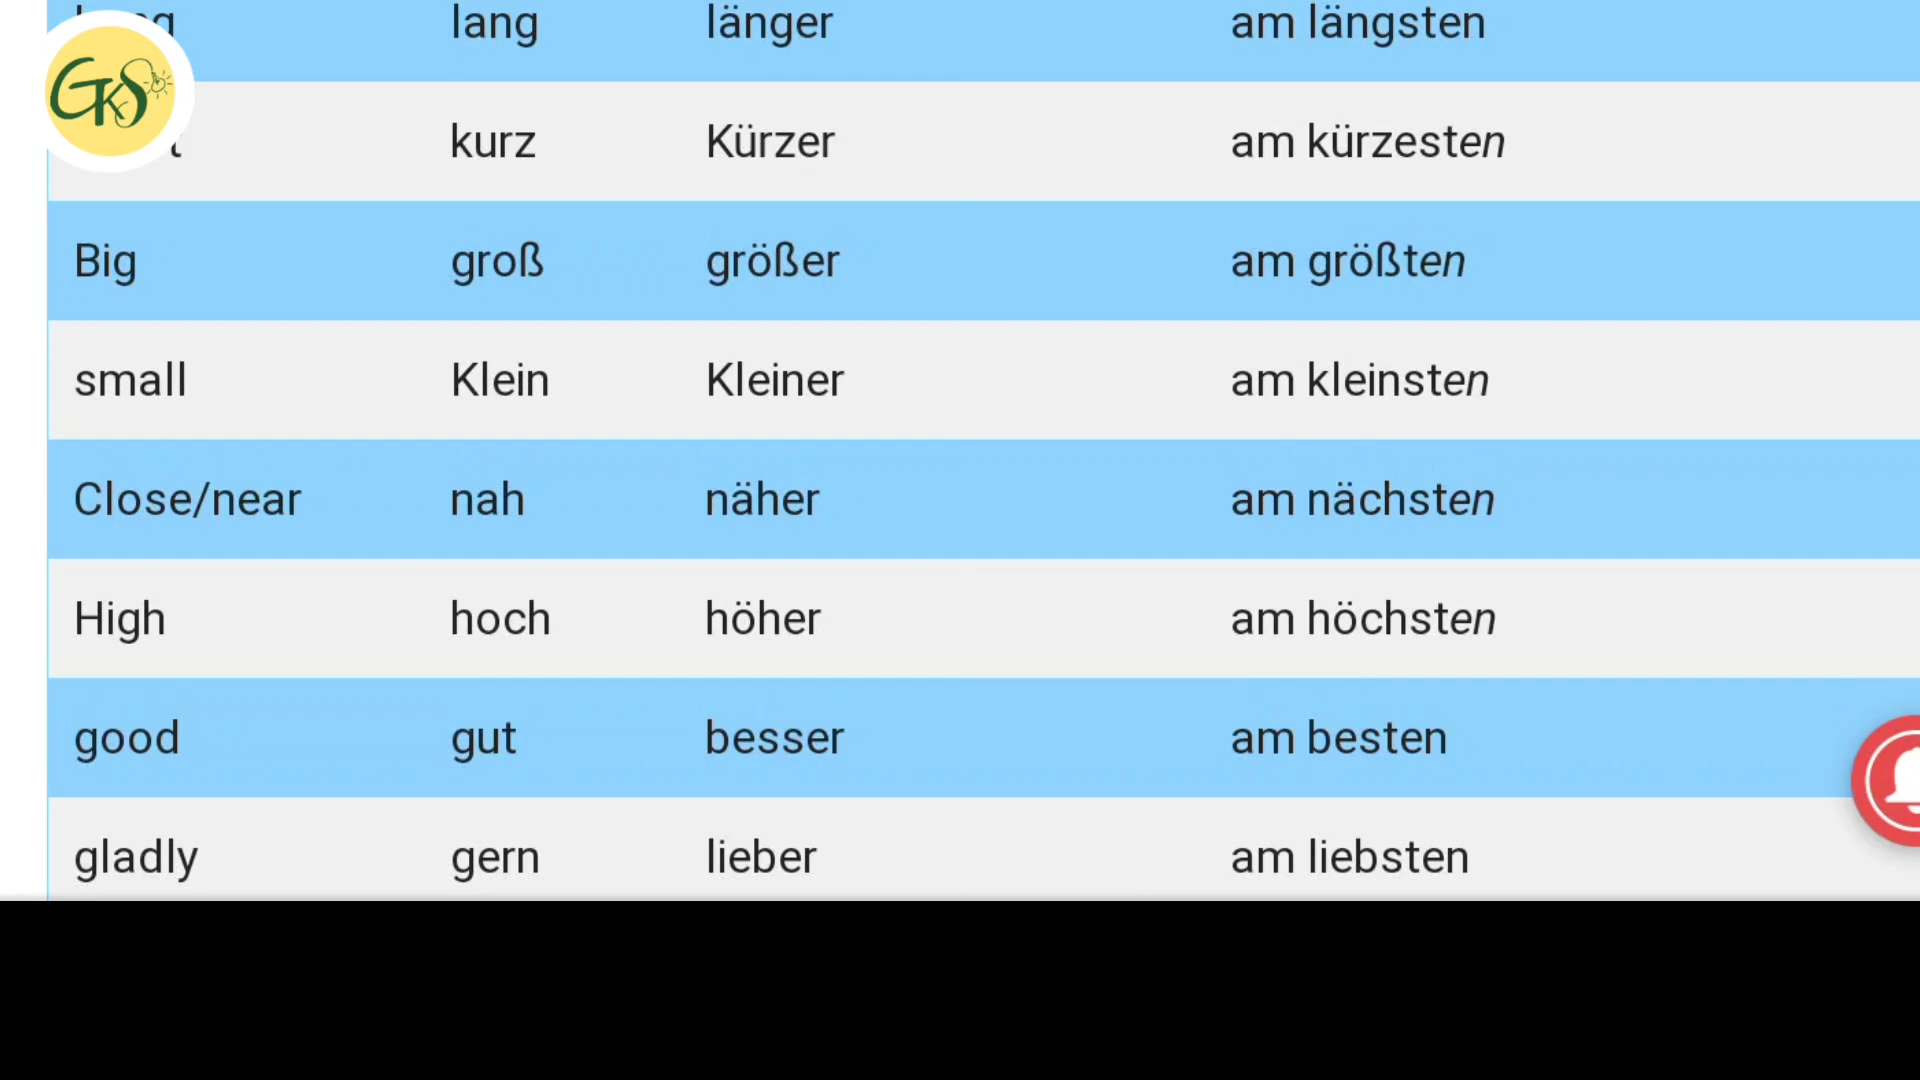 lang länger am längsten
GKS
kurz Kürzer am kürzesten
Big groß größer am größten
small Klein Kleiner am kleinsten
Close/near nah näher am nächsten
High hoch höher am höchsten
good gut besser am besten
gladly gern lieber am liebsten